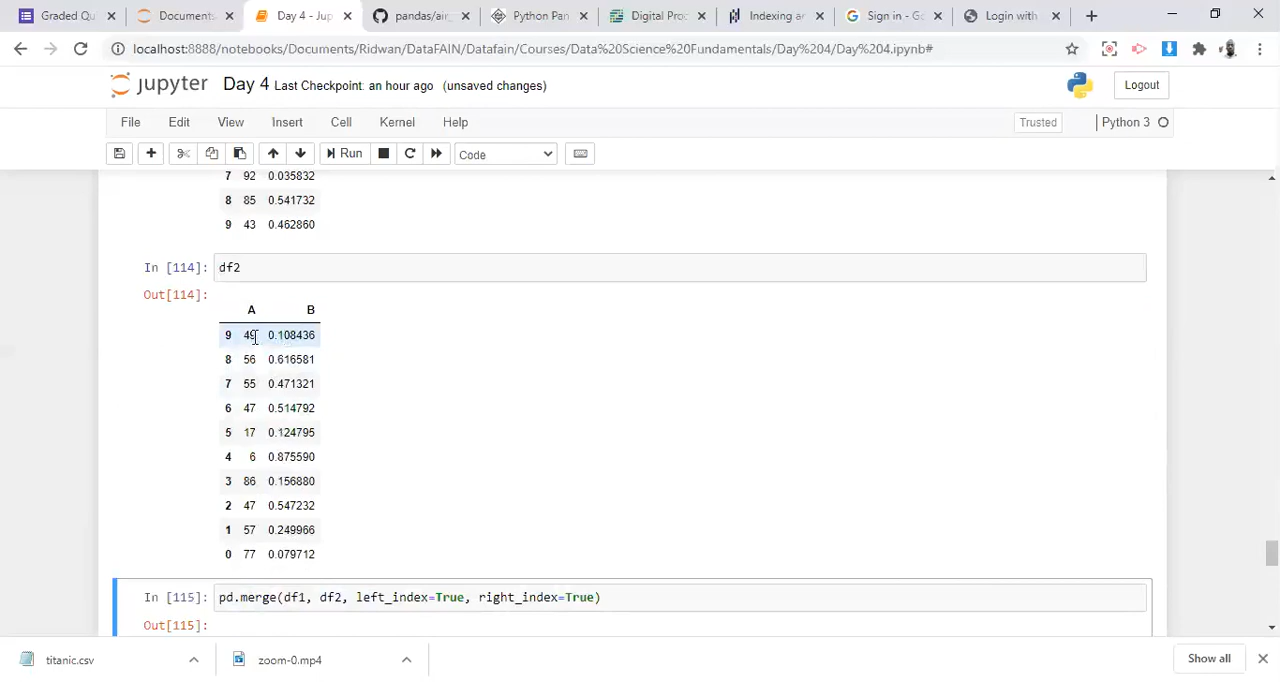 Graded Qu
Documents
Day 4 - Jup
pandas/air
Python Pan
Digital Proc
Indexing ar
Sign in - Go
Login with
localhost:8888/notebooks/Documents/Ridwan/DataFAIN/Datafain/Courses/Data%20Science%20Fundamentals/Day%204/Day%204.ipynb#
jupyter Day 4 Last Checkpoint: an hour ago (unsaved changes)
Logout
File Edit View Insert Cell Kernel Help
Trusted
Python 3
Run
Code
7 92 0.035832
8 85 0.541732
9 43 0.462860
In [114]: df2
Out[114]:
A B
9 49 0.108436
8 56 0.616581
7 55 0.471321
6 47 0.514792
5 17 0.124795
4 6 0.875590
3 86 0.156880
2 47 0.547232
1 57 0.249966
0 77 0.079712
In [115]: pd.merge(df1, df2, left_index=True, right_index=True)
Out[115]:
titanic.csv
zoom-0.mp4
Show all